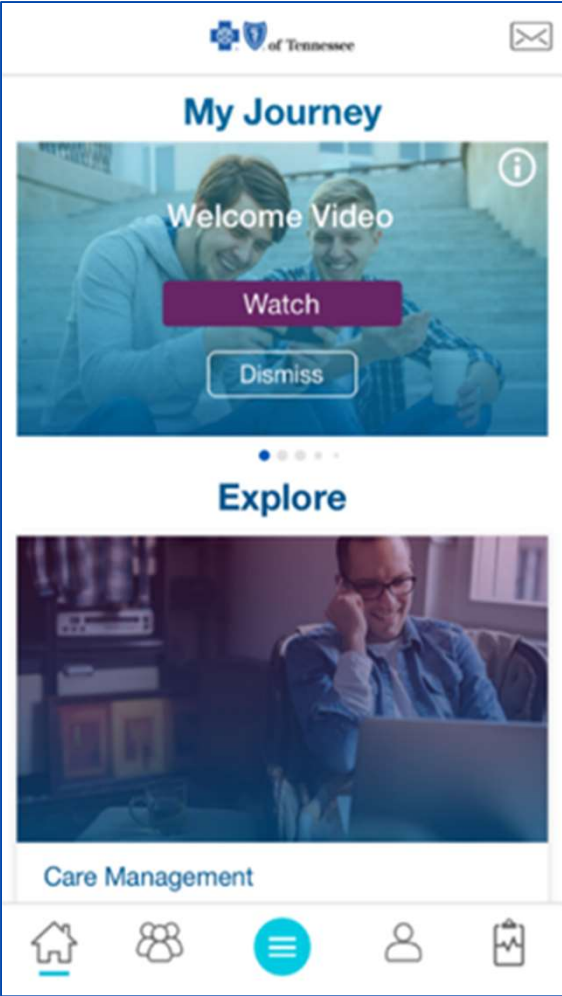 of Tennessee
My Journey
Welcome Video
Watch
Dismiss
Explore
Care Management